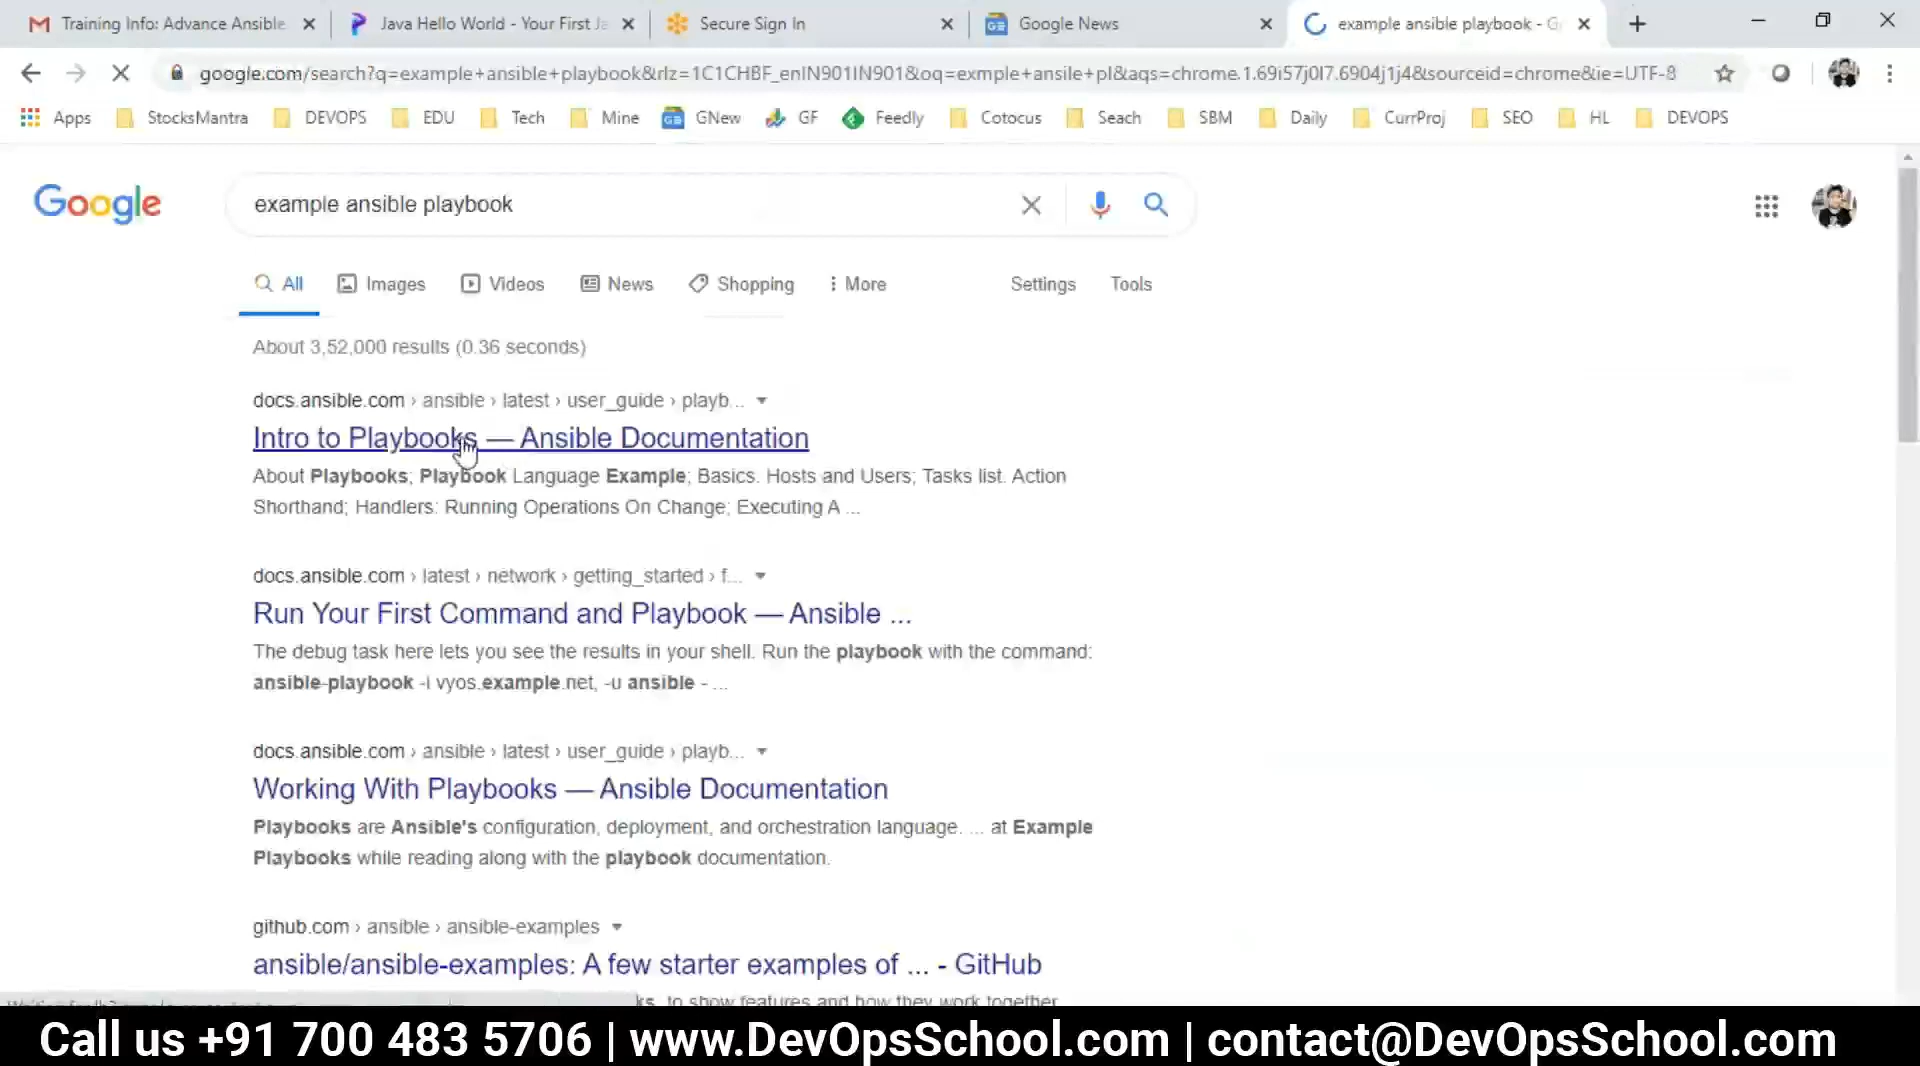 Training Info: Advance Ansible
Java Hello World - Your First Ja
Secure Sign In
Google News
example ansible playbook - G
google.com/search?q=example+ansible+playbook&rlz=1C1CHBF_enIN901IN901&oq=exmple+ansile+pl&aqs=chrome.1.69i57j0l7.6904j1j4&sourceid=chrome&ie=UTF-8
Apps StocksMantra DEVOPS EDU Tech Mine GNew GF Feedly Cotocus Seach SBM Daily CurrProj SEO HL DEVOPS
Google
example ansible playbook
All Images Videos News Shopping More Settings Tools
About 3,52,000 results (0.36 seconds)
docs.ansible.com › ansible › latest › user_guide › playb...
Intro to Playbooks — Ansible Documentation
About Playbooks; Playbook Language Example; Basics. Hosts and Users; Tasks list. Action
Shorthand; Handlers: Running Operations On Change; Executing A ...
docs.ansible.com › latest › network › getting_started › f...
Run Your First Command and Playbook — Ansible ...
The debug task here lets you see the results in your shell. Run the playbook with the command:
ansible-playbook -i vyos.example.net, -u ansible - ...
docs.ansible.com › ansible › latest › user_guide › playb...
Working With Playbooks — Ansible Documentation
Playbooks are Ansible's configuration, deployment, and orchestration language. ... at Example
Playbooks while reading along with the playbook documentation.
github.com › ansible › ansible-examples
ansible/ansible-examples: A few starter examples of ... - GitHub
to show features and how they work together
Call us +91 700 483 5706 | www.DevOpsSchool.com | contact@DevOpsSchool.com